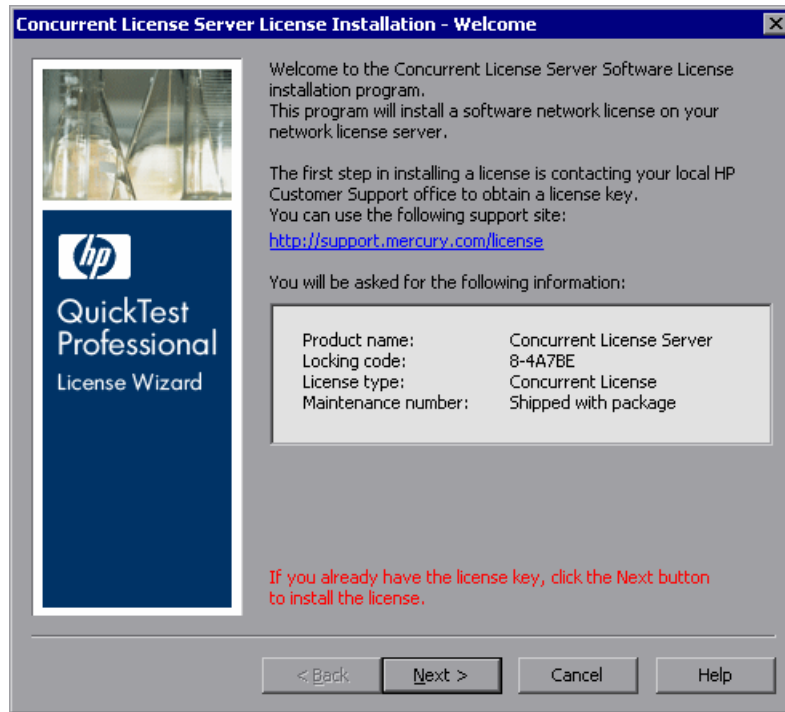 Concurrent License Server License Installation - Welcome
Welcome to the Concurrent License Server Software License
installation program.
This program will install a software network license on your
network license server.
The first step in installing a license is contacting your local HP
Customer Support office to obtain a license key.
You can use the following support site:
http://support.mercury.com/license
You will be asked for the following information:
hp
QuickTest
Professional
License Wizard
Product name: Concurrent License Server
Locking code: 8-4A7BE
License type: Concurrent License
Maintenance number: Shipped with package
If you already have the license key, click the Next button
to install the license.
< Back Next > Cancel Help